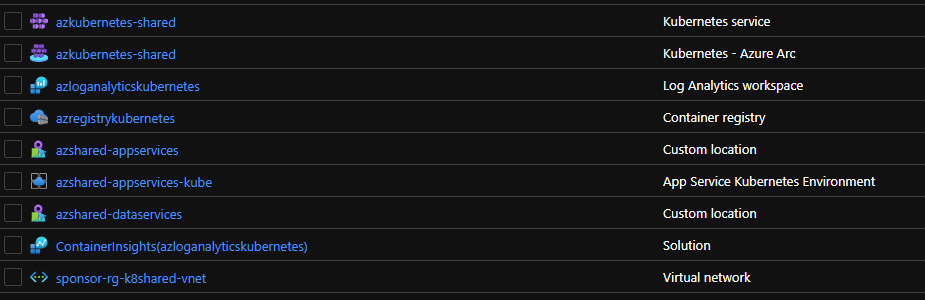 azkubernetes-shared Kubernetes service
azkubernetes-shared Kubernetes - Azure Arc
azloganalyticskubernetes Log Analytics workspace
azregistrykubernetes Container registry
azshared-appservices Custom location
azshared-appservices-kube App Service Kubernetes Environment
azshared-dataservices Custom location
ContainerInsights(azloganalyticskubernetes) Solution
sponsor-rg-k8shared-vnet Virtual network